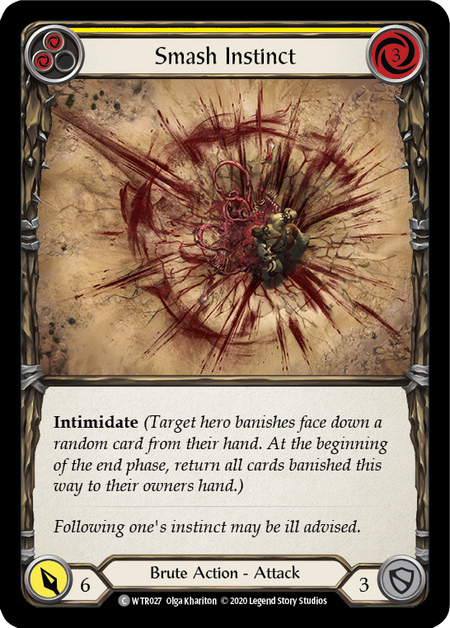 Smash Instinct
3
Intimidate (Target hero banishes face down a
random card from their hand. At the beginning
of the end phase, return all cards banished this
way to their owners hand.)
Following one's instinct may be ill advised.
6
Brute Action - Attack
3
C WTR027 Olga Khariton © 2020 Legend Story Studios